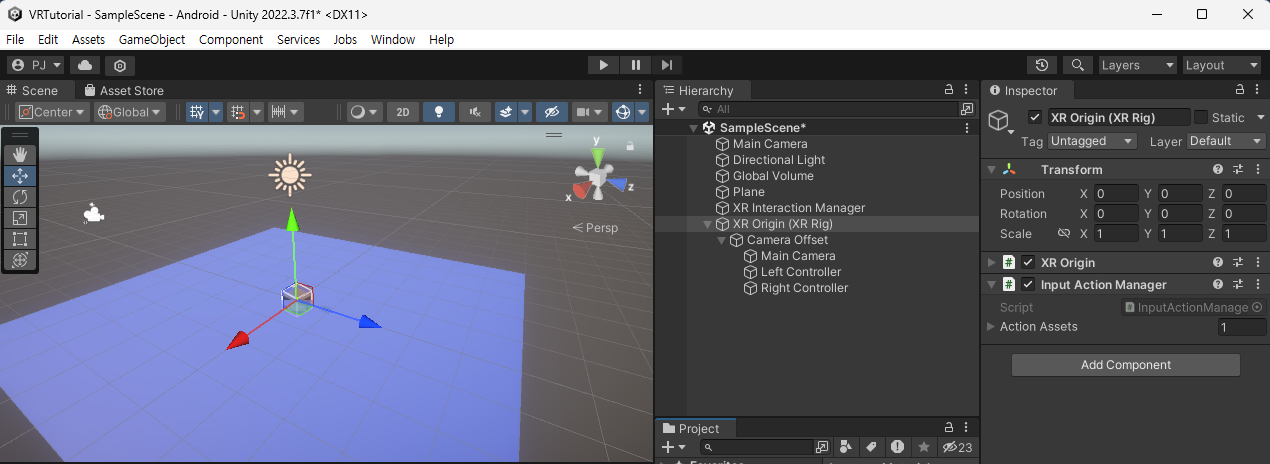 VRTutorial - SampleScene - Android - Unity 2022.3.7f1* <DX11>
File Edit Assets GameObject Component Services Jobs Window Help
PJ Layers Layout
Scene Asset Store
Center Global 2D
y
x
z
Persp
Hierarchy
All
SampleScene*
Main Camera
Directional Light
Global Volume
Plane
XR Interaction Manager
XR Origin (XR Rig)
Camera Offset
Main Camera
Left Controller
Right Controller
Project
23
Favorites
Inspector
XR Origin (XR Rig) Static
Tag Untagged Layer Default
Transform
Position X 0 Y 0 Z 0
Rotation X 0 Y 0 Z 0
Scale X 1 Y 1 Z 1
# XR Origin
# Input Action Manager
Script # InputActionManage
Action Assets 1
Add Component